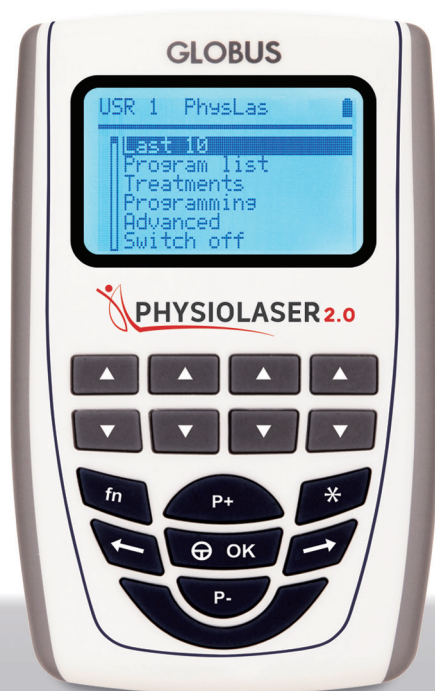 GLOBUS
USR 1 PhysLas
Last 10
Program list
Treatments
Programming
Advanced
Switch off
PHYSIOLASER 2.0
fn
P+
OK
P-